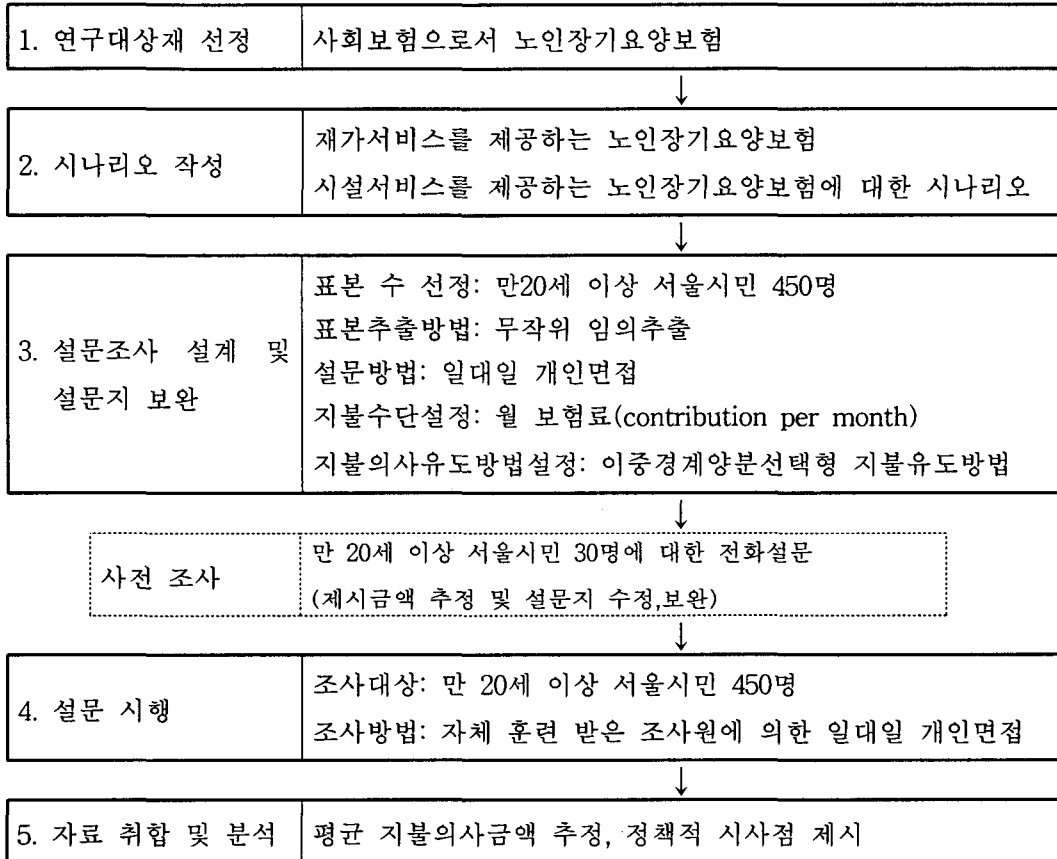 1. 연구대상재 선정
사회보험으로서 노인장기요양보험
↓
2. 시나리오 작성
재가서비스를 제공하는 노인장기요양보험
시설서비스를 제공하는 노인장기요양보험에 대한 시나리오
↓
3. 설문조사 설계 및
설문지 보완
표본 수 선정: 만20세 이상 서울시민 450명
표본추출방법: 무작위 임의추출
설문방법: 일대일 개인면접
지불수단설정: 월 보험료(contribution per month)
지불의사유도방법설정: 이중경계양분선택형 지불유도방법
↓
사전 조사
만 20세 이상 서울시민 30명에 대한 전화설문
(제시금액 추정 및 설문지 수정,보완)
↓
4. 설문 시행
조사대상: 만 20세 이상 서울시민 450명
조사방법: 자체 훈련 받은 조사원에 의한 일대일 개인면접
↓
5. 자료 취합 및 분석
평균 지불의사금액 추정, 정책적 시사점 제시